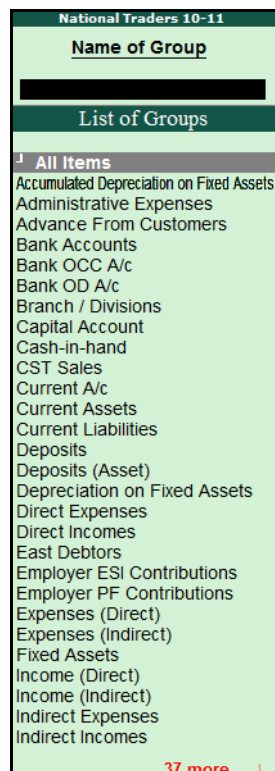 National Traders 10-11
Name of Group
List of Groups
┘ All Items
Accumulated Depreciation on Fixed Assets
Administrative Expenses
Advance From Customers
Bank Accounts
Bank OCC A/c
Bank OD A/c
Branch / Divisions
Capital Account
Cash-in-hand
CST Sales
Current A/c
Current Assets
Current Liabilities
Deposits
Deposits (Asset)
Depreciation on Fixed Assets
Direct Expenses
Direct Incomes
East Debtors
Employer ESI Contributions
Employer PF Contributions
Expenses (Direct)
Expenses (Indirect)
Fixed Assets
Income (Direct)
Income (Indirect)
Indirect Expenses
Indirect Incomes
37 more ... ↓